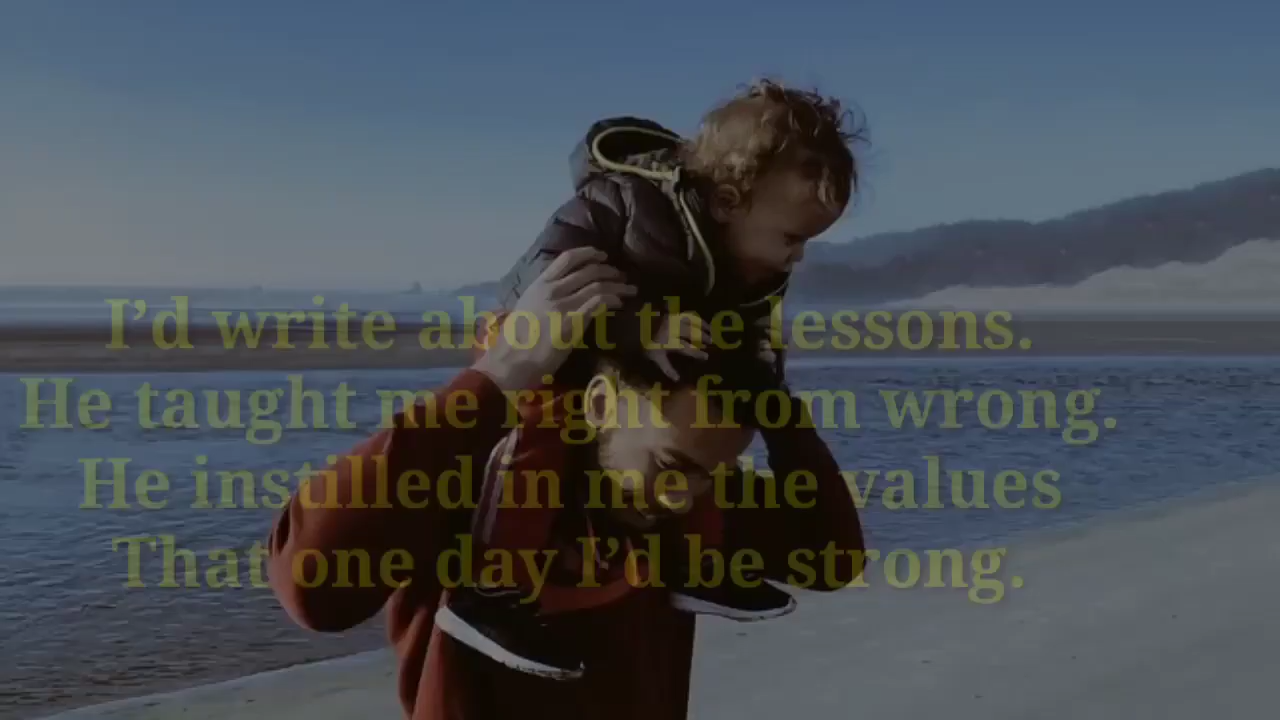 I’d write about the lessons.
He taught me right from wrong.
He instilled in me the values
That one day I’d be strong.